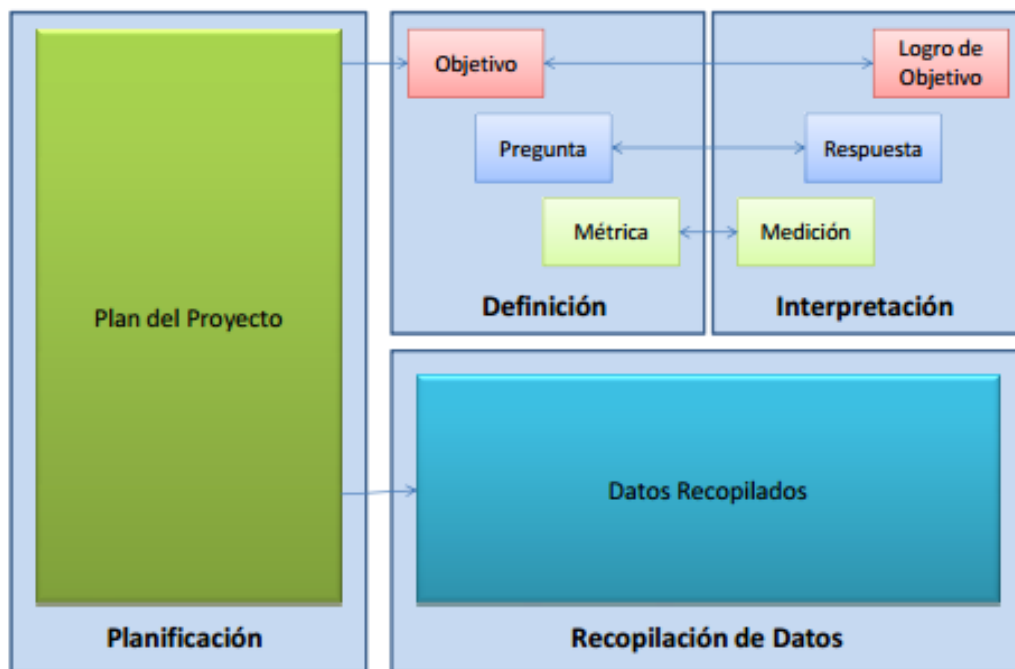 Plan del Proyecto
Planificación
Objetivo
Pregunta
Métrica
Definición
Logro de
Objetivo
Respuesta
Medición
Interpretación
Datos Recopilados
Recopilación de Datos